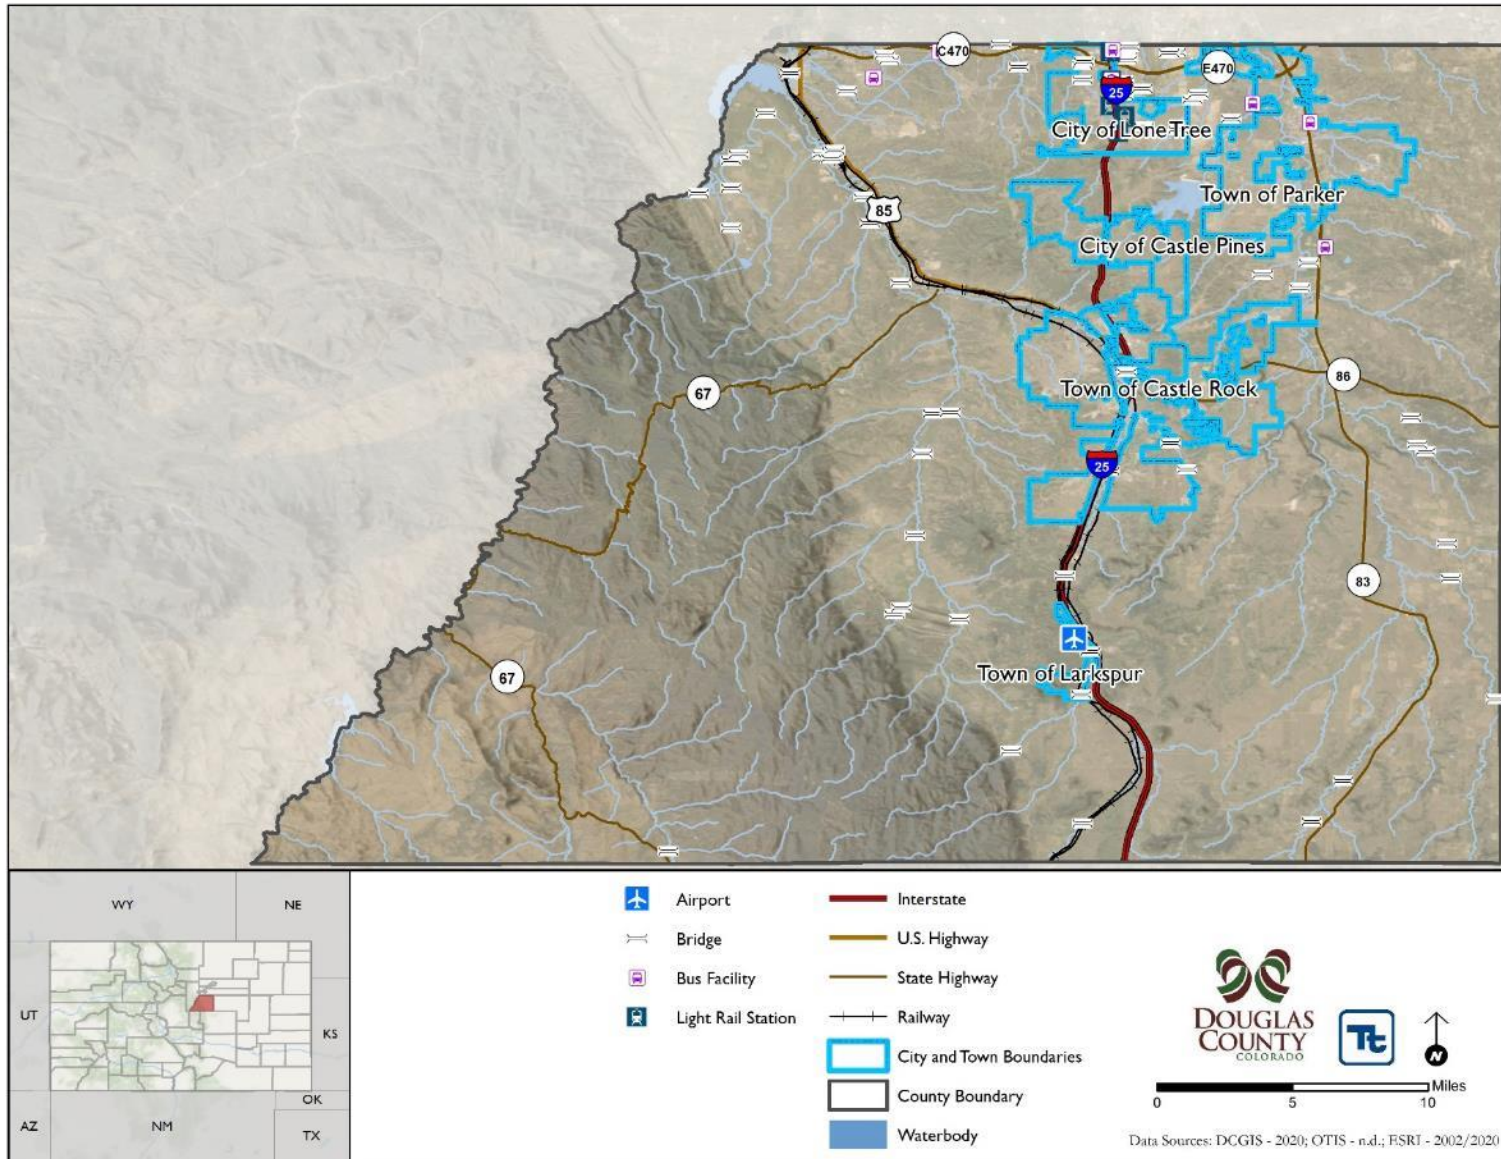 C470
E470
25
City of Lone Tree
85
Town of Parker
City of Castle Pines
67
86
Town of Castle Rock
25
83
67
Town of Larkspur
WY
NE
UT
KS
OK
AZ
NM
TX
Airport
Bridge
Bus Facility
Light Rail Station
Interstate
U.S. Highway
State Highway
Railway
City and Town Boundaries
County Boundary
Waterbody
DOUGLAS
COUNTY
COLORADO
Tt
N
Miles
0 5 10
Data Sources: DCGIS - 2020; OTIS - n.d.; ESRI - 2002/2020